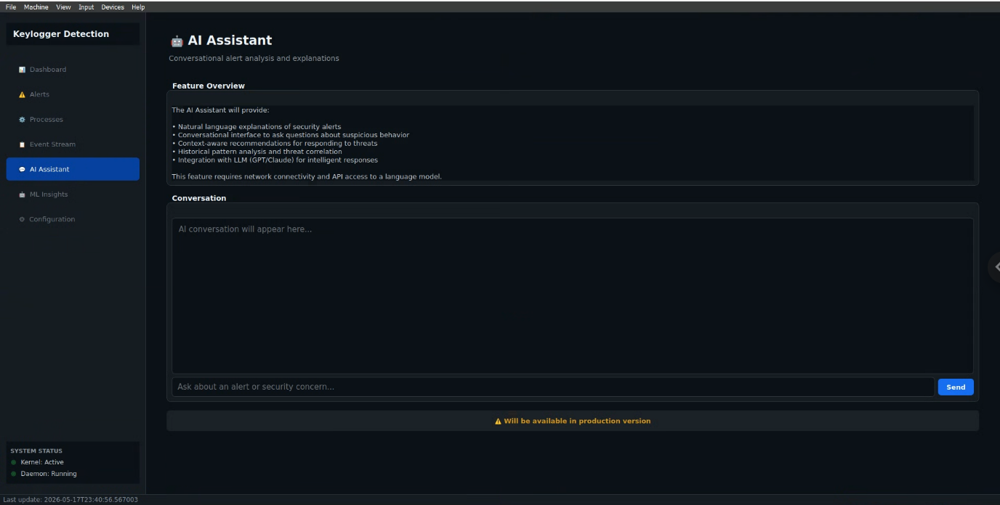 File Machine View Input Devices Help
Keylogger Detection
Dashboard
Alerts
Processes
Event Stream
AI Assistant
ML Insights
Configuration
SYSTEM STATUS
Kernel: Active
Daemon: Running
AI Assistant
Conversational alert analysis and explanations
Feature Overview
The AI Assistant will provide:
• Natural language explanations of security alerts
• Conversational interface to ask questions about suspicious behavior
• Context-aware recommendations for responding to threats
• Historical pattern analysis and threat correlation
• Integration with LLM (GPT/Claude) for intelligent responses
This feature requires network connectivity and API access to a language model.
Conversation
AI conversation will appear here...
Ask about an alert or security concern...
Send
Will be available in production version
Last update: 2026-05-17T23:40:56.567003